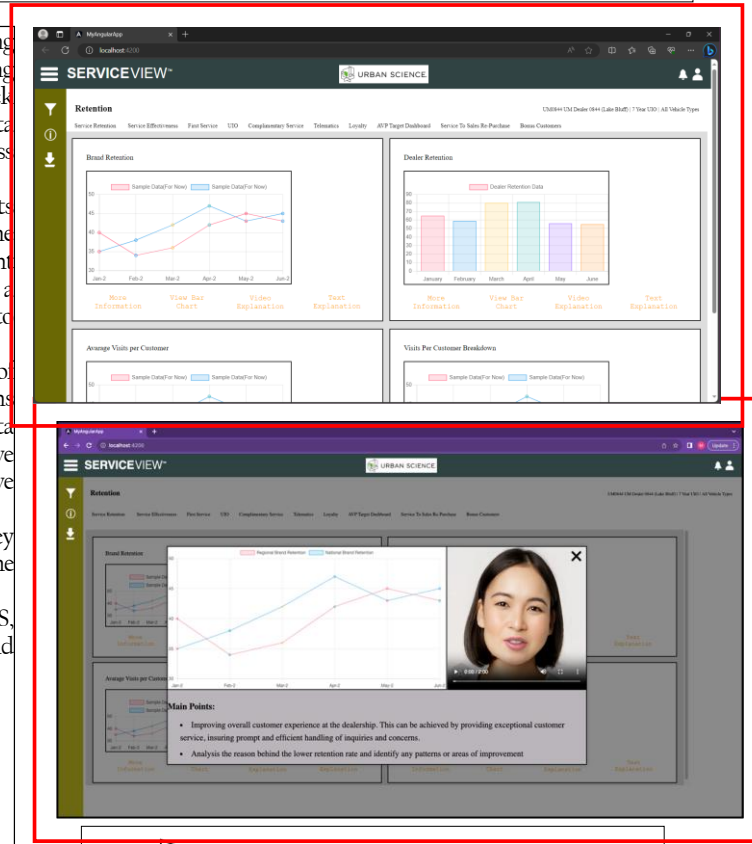 MyAngularApp
localhost:4200
SERVICEVIEW™
URBAN SCIENCE
Retention
UM0844 UM Dealer 0844 (Lake Bluff) | 7 Year UIO | All Vehicle Types
Service Retention Service Effectiveness First Service UIO Complimentary Service Telematics Loyalty AVP Target Dashboard Service To Sales Re-Purchase Bonus Customers
Brand Retention
Sample Data(For Now) Sample Data(For Now)
50
45
40
35
30
Jan-2 Feb-2 Mar-2 Apr-2 May-2 Jun-2
More Information View Bar Chart Video Explanation Text Explanation
Dealer Retention
Dealer Retention Data
90
80
70
60
50
40
30
20
10
0
January February March April May June
More Information View Bar Chart Video Explanation Text Explanation
Avarage Visits per Customer
Sample Data(For Now) Sample Data(For Now)
50
Visits Per Customer Breakdown
Sample Data(For Now) Sample Data(For Now)
50
MyAngularApp
localhost:4200
Update
SERVICEVIEW™
URBAN SCIENCE
Retention
UM0844 UM Dealer 0844 (Lake Bluff) | 7 Year UIO | All Vehicle Types
Service Retention Service Effectiveness First Service UIO Complimentary Service Telematics Loyalty AVP Target Dashboard Service To Sales Re-Purchase Bonus Customers
Brand Retention
Regional Brand Retention National Brand Retention
Jan-2 Feb-2 Mar-2 Apr-2 May-2 Jun-2
0:00 / 2:00
Avarage Visits per Customer
Text Explanation
Main Points:
• Improving overall customer experience at the dealership. This can be achieved by providing exceptional customer
service, insuring prompt and efficient handling of inquiries and concerns.
• Analysis the reason behind the lower retention rate and identify any patterns or areas of improvement